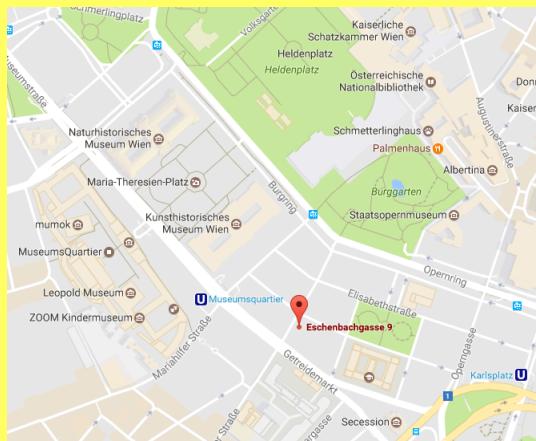 Schmerlingplatz
Volksgart
Kaiserliche
Schatzkammer Wien
Heldenplatz
Heldenplatz
Museumstraße
Österreichische
Nationalbibliothek
Augustinerstraße
Naturhistorisches
Museum Wien
Schmetterlinghaus
Palmenhaus
Albertina
Maria-Theresien-Platz
Burgring
Burggarten
mumok
Kunsthistorisches
Museum Wien
Staatsopernmuseum
MuseumsQuartier
Opernring
Leopold Museum
U Museumsquartier
Elisabethstraße
ZOOM Kindermuseum
Eschenbachgasse 9
Mariahilfer Straße
Getreidemarkt
Operngasse
Karlsplatz U
1
Secession